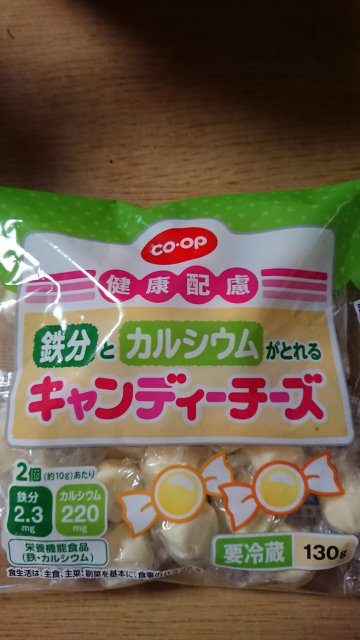 CO·OP
健康配慮
鉄分とカルシウムがとれる
キャンディーチーズ
2個(約10g)あたり
鉄分
2.3
mg
カルシウム
220
mg
栄養機能食品
(鉄・カルシウム)
要冷蔵 130g
食生活は、主食、主菜、副菜を基本に、食事の